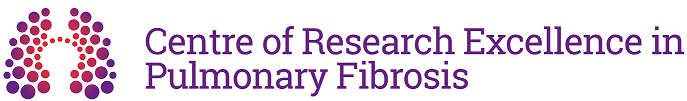 Centre of Research Excellence in
Pulmonary Fibrosis